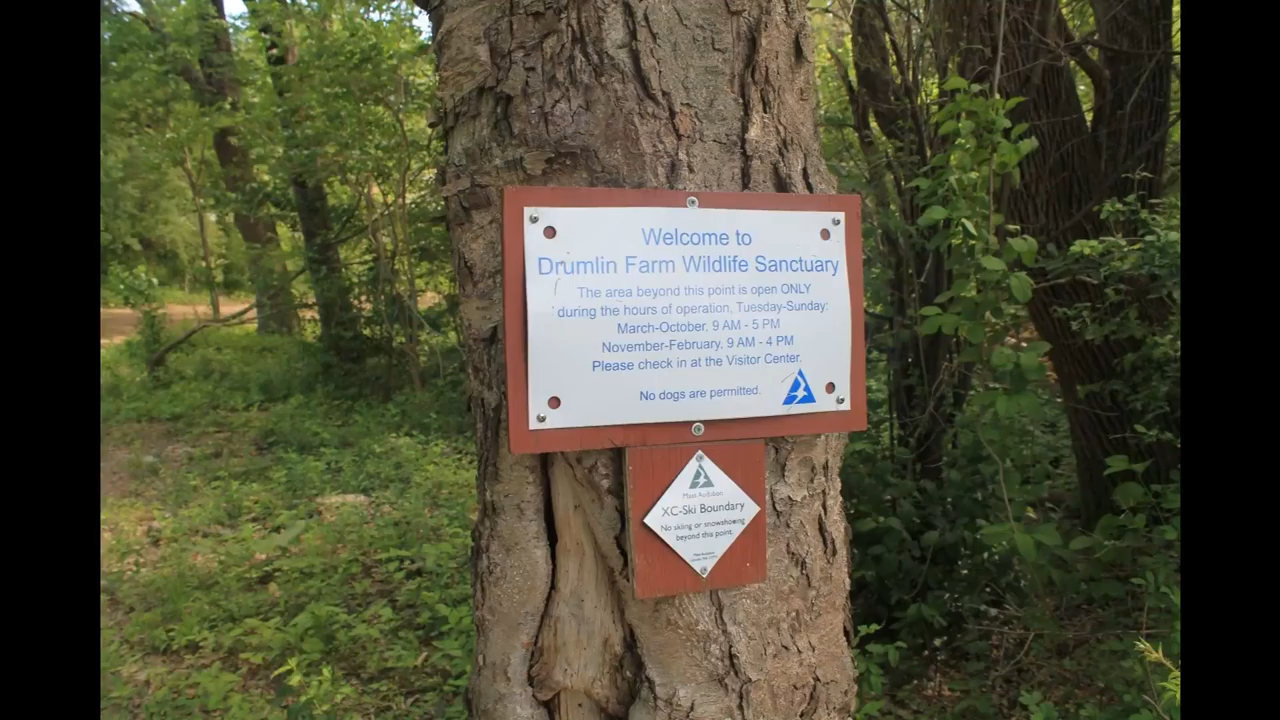 Welcome to
Drumlin Farm Wildlife Sanctuary
The area beyond this point is open ONLY
during the hours of operation, Tuesday-Sunday:
March-October, 9 AM - 5 PM
November-February, 9 AM - 4 PM
Please check in at the Visitor Center.
No dogs are permitted.
Mass Audubon
XC-Ski Boundary
No skiing or snowshoeing
beyond this point.